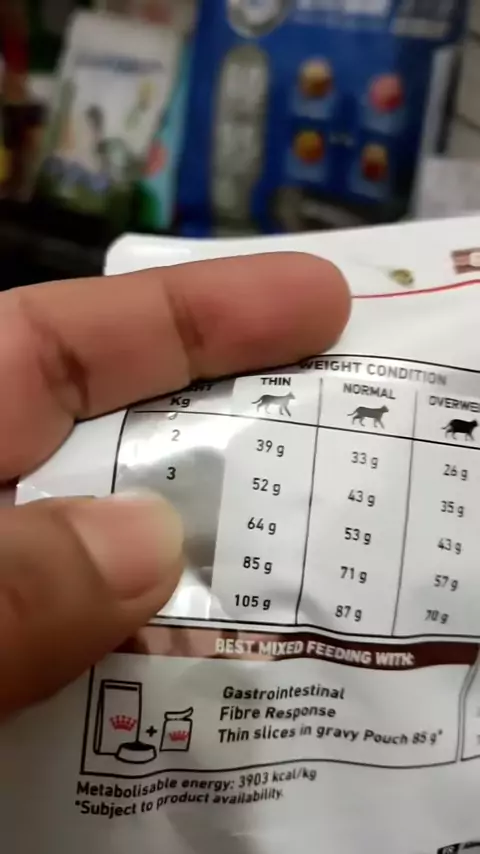 WEIGHT CONDITION
Kg THIN NORMAL
2 39 g 33 g 26 g
3 52 g 43 g 35 g
64 g 53 g 43 g
85 g 71 g 57 g
105 g 87 g 70 g
BEST MIXED FEEDING WITH:
Gastrointestinal
Fibre Response
Thin slices in gravy Pouch 85 g*
+
Metabolisable energy: 3903 kcal/kg
*Subject to product availability.